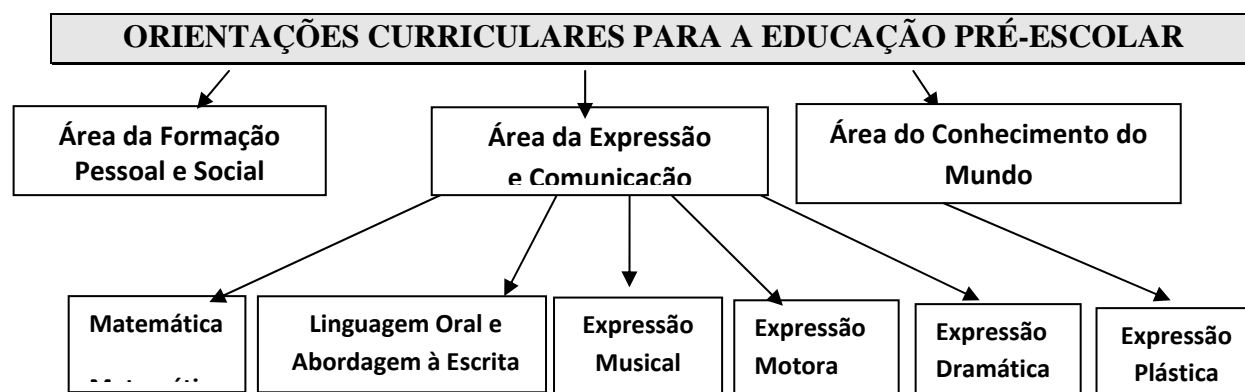 ORIENTAÇÕES CURRICULARES PARA A EDUCAÇÃO PRÉ-ESCOLAR
Área da Formação
Pessoal e Social
Área da Expressão
e Comunicação
Área do Conhecimento do
Mundo
Matemática
Linguagem Oral e
Abordagem à Escrita
Expressão
Musical
Expressão
Motora
Expressão
Dramática
Expressão
Plástica